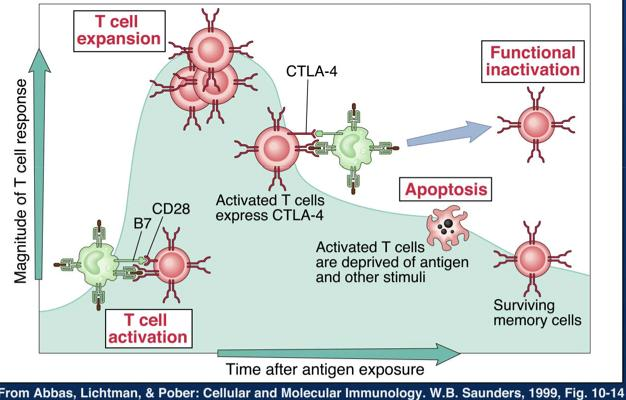 T cell
expansion
CTLA-4
Functional
inactivation
Magnitude of T cell response
Activated T cells
express CTLA-4
Apoptosis
B7
CD28
Activated T cells
are deprived of antigen
and other stimuli
T cell
activation
Surviving
memory cells
Time after antigen exposure
From Abbas, Lichtman, & Pober: Cellular and Molecular Immunology. W.B. Saunders, 1999, Fig. 10-14